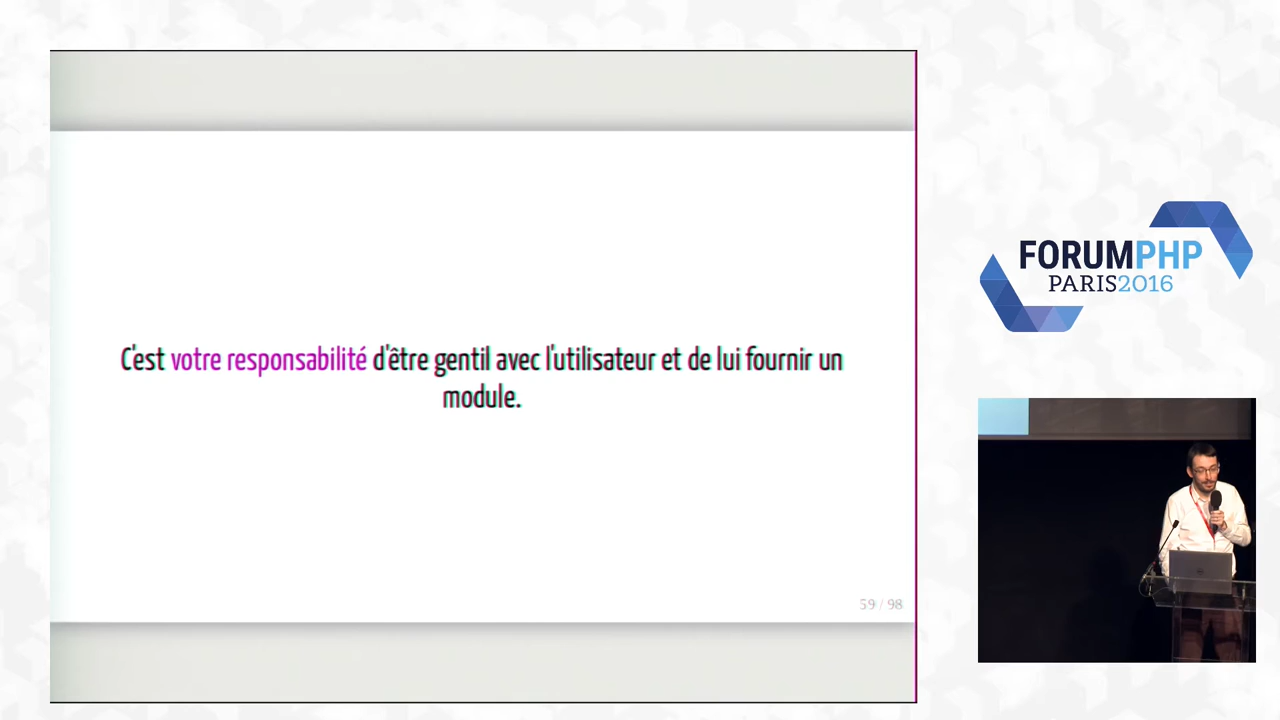 C'est votre responsabilité d'être gentil avec l'utilisateur et de lui fournir un
module.
59 / 98
FORUMPHP
PARIS2016